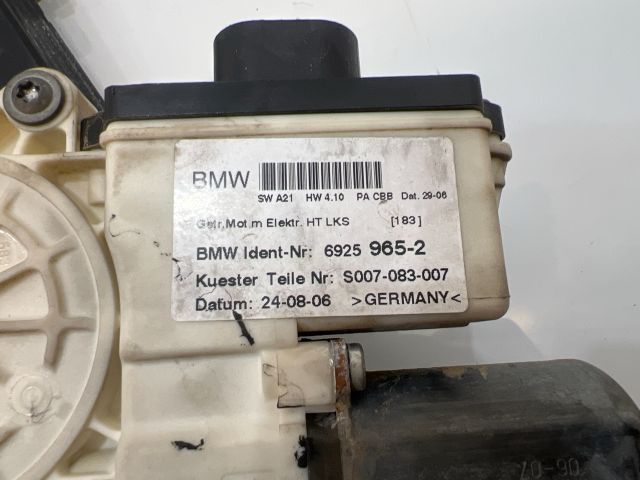 BMW
SW A21 HW 4.10 PA CBB Dat. 29-06
Getr.Mot.m Elektr. HT LKS [183]
BMW Ident-Nr: 6925 965-2
Kuester Teile Nr: S007-083-007
Datum: 24-08-06 >GERMANY<